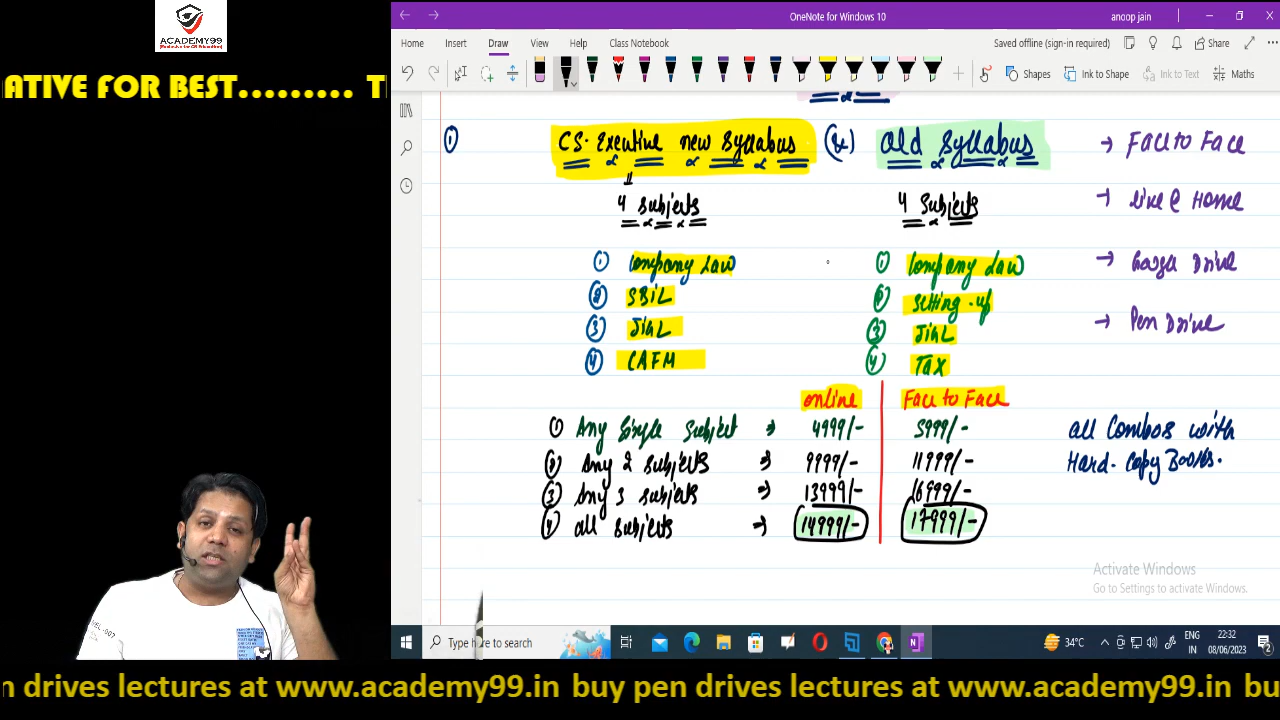 ACADEMY99
ATIVE FOR BEST......... T
OneNote for Windows 10
anoop jain
Home Insert Draw View Help Class Notebook
Saved offline (sign-in required) Share
Shapes Ink to Shape Ink to Text Maths
① CS-Exeutive new Syllabus (&) old Syllabus → Face to Face
4 Subjects 4 Subjects → live @ Home
① Company Law ① Company Law → Google Drive
② SBIL ② Setting-up → Pen Drive
③ JIGL ③ JIGL
④ CAFM ④ Tax
online Face to Face
① Any Single Subject ⇒ 4999/- 5999/- all Combos with
② Any 2 Subjects ⇒ 9999/- 11999/- Hard-Copy Books.
③ Any 3 Subjects ⇒ 13999/- 16999/-
④ all Subjects ⇒ 14999/- 17999/-
Activate Windows
Go to Settings to activate Windows.
Type here to search
34°C ENG 22:32
IN 08/06/2023
n drives lectures at www.academy99.in buy pen drives lectures at www.academy99.in bu